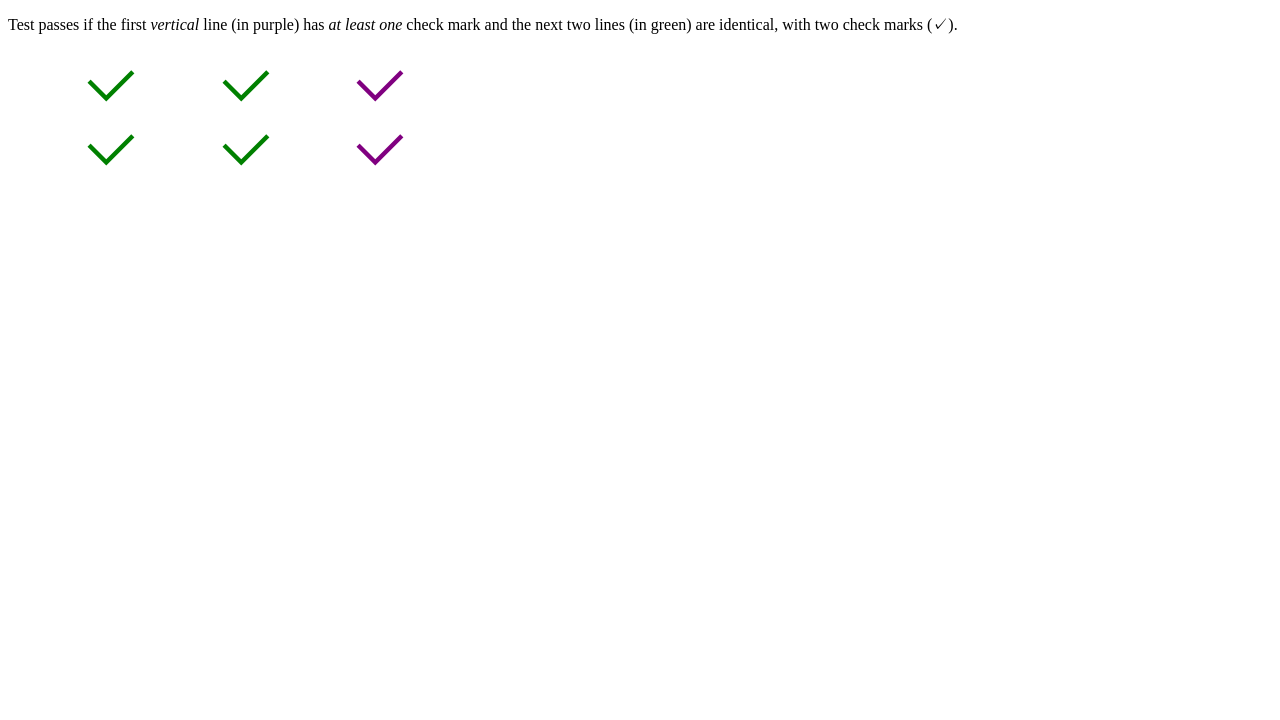 Test passes if the first vertical line (in purple) has at least one check mark and the next two lines (in green) are identical, with two check marks (✓).
✓✓
✓✓
✓✓